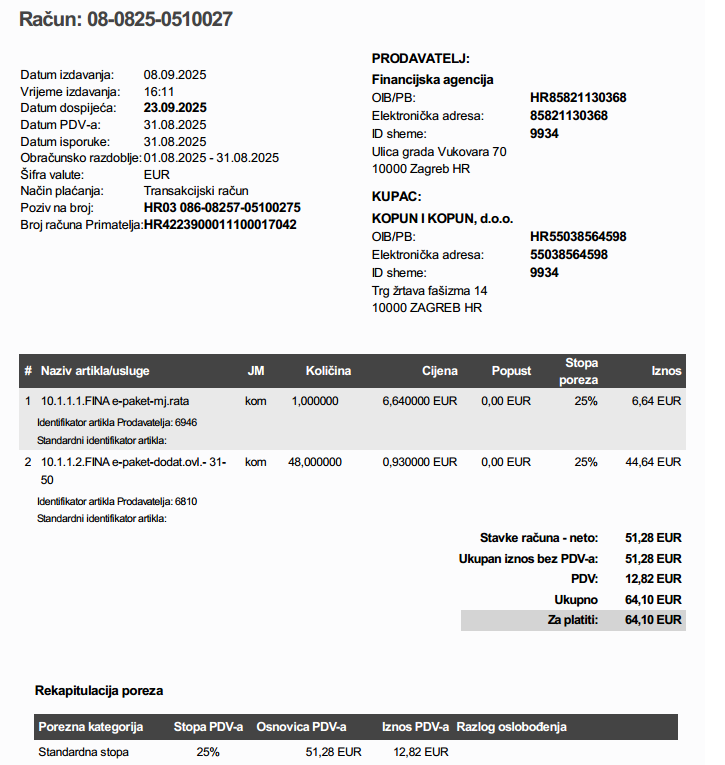 Račun: 08-0825-0510027
Datum izdavanja: 08.09.2025
Vrijeme izdavanja: 16:11
Datum dospijeća: 23.09.2025
Datum PDV-a: 31.08.2025
Datum isporuke: 31.08.2025
Obračunsko razdoblje: 01.08.2025 - 31.08.2025
Šifra valute: EUR
Način plaćanja: Transakcijski račun
Poziv na broj: HR03 086-08257-05100275
Broj računa Primatelja: HR4223900011100017042
PRODAVATELJ:
Financijska agencija
OIB/PB: HR85821130368
Elektronička adresa: 85821130368
ID sheme: 9934
Ulica grada Vukovara 70
10000 Zagreb HR
KUPAC:
KOPUN I KOPUN, d.o.o.
OIB/PB: HR55038564598
Elektronička adresa: 55038564598
ID sheme: 9934
Trg žrtava fašizma 14
10000 ZAGREB HR
# Naziv artikla/usluge JM Količina Cijena Popust Stopa poreza Iznos
1 10.1.1.1.FINA e-paket-mj.rata kom 1,000000 6,640000 EUR 0,00 EUR 25% 6,64 EUR
Identifikator artikla Prodavatelja: 6946
Standardni identifikator artikla:
2 10.1.1.2.FINA e-paket-dodat.ovl.- 31- kom 48,000000 0,930000 EUR 0,00 EUR 25% 44,64 EUR
50
Identifikator artikla Prodavatelja: 6810
Standardni identifikator artikla:
Stavke računa - neto: 51,28 EUR
Ukupan iznos bez PDV-a: 51,28 EUR
PDV: 12,82 EUR
Ukupno 64,10 EUR
Za platiti: 64,10 EUR
Rekapitulacija poreza
Porezna kategorija Stopa PDV-a Osnovica PDV-a Iznos PDV-a Razlog oslobođenja
Standardna stopa 25% 51,28 EUR 12,82 EUR